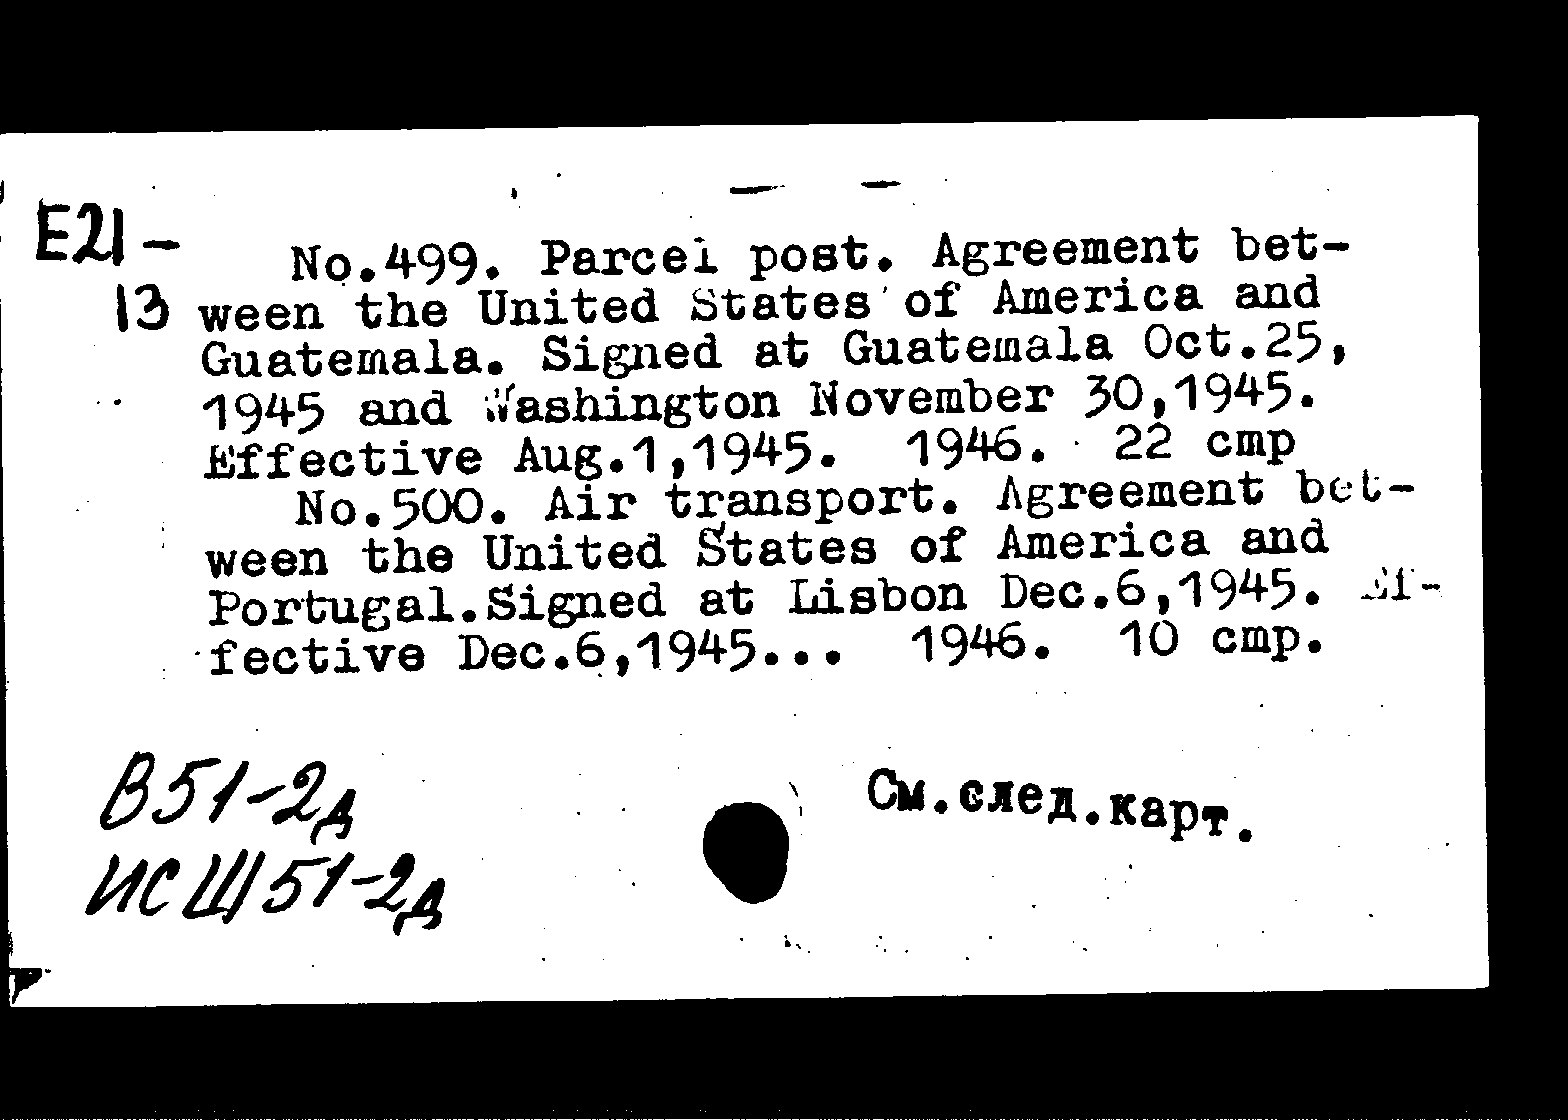 E21-
No.499. Parcel post. Agreement bet-
13 ween the United States of America and
Guatemala. Signed at Guatemala Oct.25,
1945 and Washington November 30,1945.
Effective Aug.1,1945. 1946. 22 cmp
No.500. Air transport. Agreement bet-
ween the United States of America and
Portugal.Signed at Lisbon Dec.6,1945. Ef-
fective Dec.6,1945... 1946. 10 cmp.
См.след.карт.
В51-2д
ИСЩ51-2д